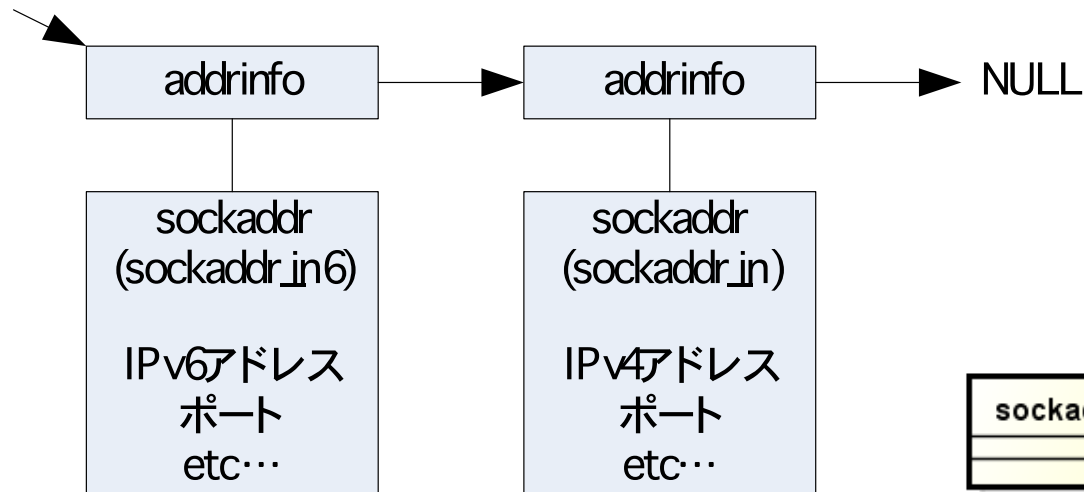 addrinfo
addrinfo
NULL
sockaddr
(sockaddr_in6)
IPv6アドレス
ポート
etc…
sockaddr
(sockaddr_in)
IPv4アドレス
ポート
etc…